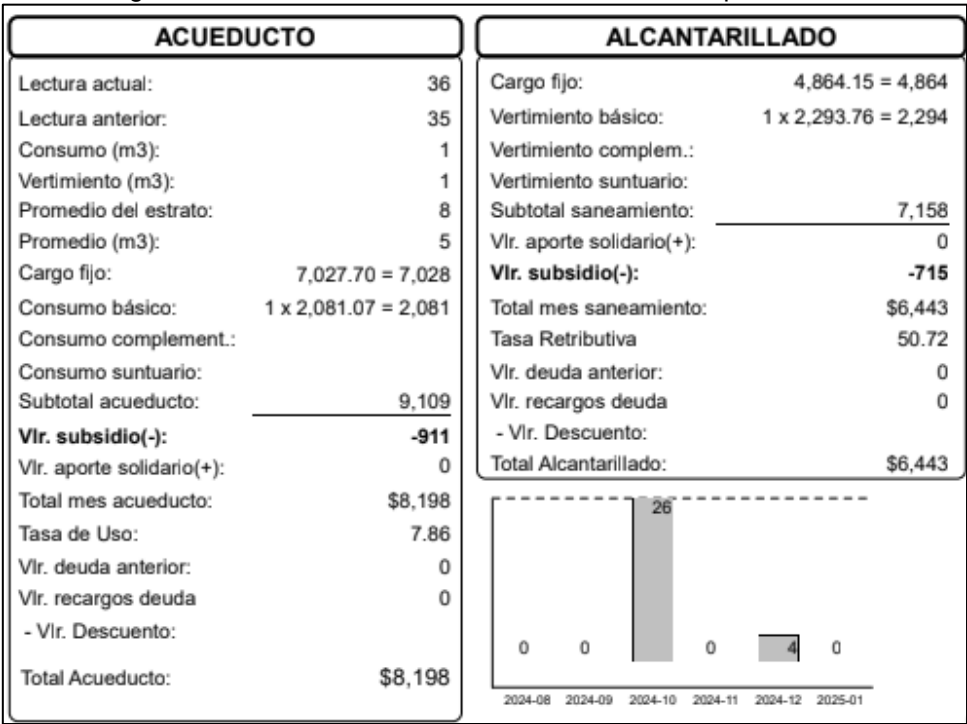 ACUEDUCTO
Lectura actual: 36
Lectura anterior: 35
Consumo (m3): 1
Vertimiento (m3): 1
Promedio del estrato: 8
Promedio (m3): 5
Cargo fijo: 7,027.70 = 7,028
Consumo básico: 1 x 2,081.07 = 2,081
Consumo complement.:
Consumo suntuario:
Subtotal acueducto: 9,109
Vlr. subsidio(-): -911
Vlr. aporte solidario(+): 0
Total mes acueducto: $8,198
Tasa de Uso: 7.86
Vlr. deuda anterior: 0
Vlr. recargos deuda 0
- Vlr. Descuento:
Total Acueducto: $8,198
ALCANTARILLADO
Cargo fijo: 4,864.15 = 4,864
Vertimiento básico: 1 x 2,293.76 = 2,294
Vertimiento complem.:
Vertimiento suntuario:
Subtotal saneamiento: 7,158
Vlr. aporte solidario(+): 0
Vlr. subsidio(-): -715
Total mes saneamiento: $6,443
Tasa Retributiva 50.72
Vlr. deuda anterior: 0
Vlr. recargos deuda 0
- Vlr. Descuento:
Total Alcantarillado: $6,443
0 0 26 0 4 0
2024-08 2024-09 2024-10 2024-11 2024-12 2025-01